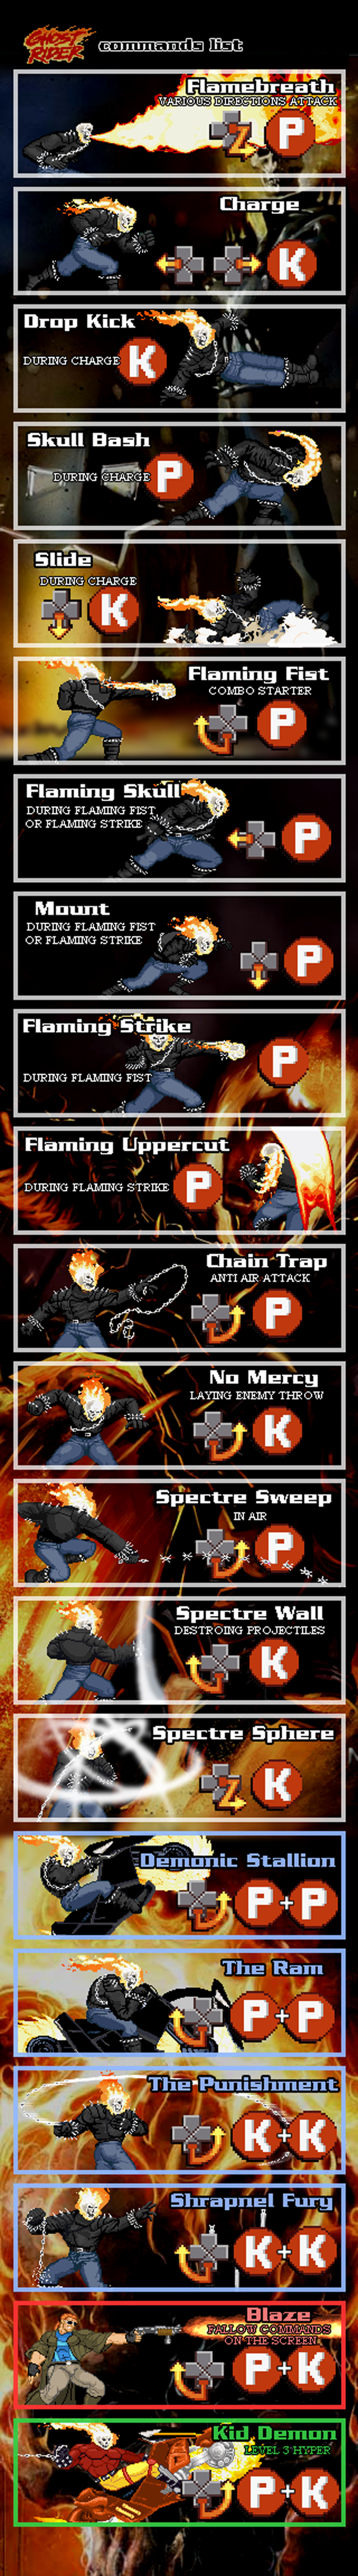 GHOST
RIDER
commands list
Flamebreath
VARIOUS DIRECTIONS ATTACK
P
Charge
K
Drop Kick
DURING CHARGE K
Skull Bash
DURING CHARGE P
Slide
DURING CHARGE
K
Flaming Fist
COMBO STARTER
P
Flaming Skull
DURING FLAMING FIST
OR FLAMING STRIKE
P
Mount
DURING FLAMING FIST
OR FLAMING STRIKE
P
Flaming Strike
P
DURING FLAMING FIST
Flaming Uppercut
DURING FLAMING STRIKE P
Chain Trap
ANTI AIR ATTACK
P
No Mercy
LAYING ENEMY THROW
K
Spectre Sweep
IN AIR
P
Spectre Wall
DESTROING PROJECTILES
K
Spectre Sphere
K
Demonic Stallion
P + P
The Ram
P + P
The Punishment
K + K
Shrapnel Fury
K + K
Blaze
FALLOW COMMANDS
ON THE SCREEN
P + K
Kid Demon
LEVEL 3 HYPER
P + K